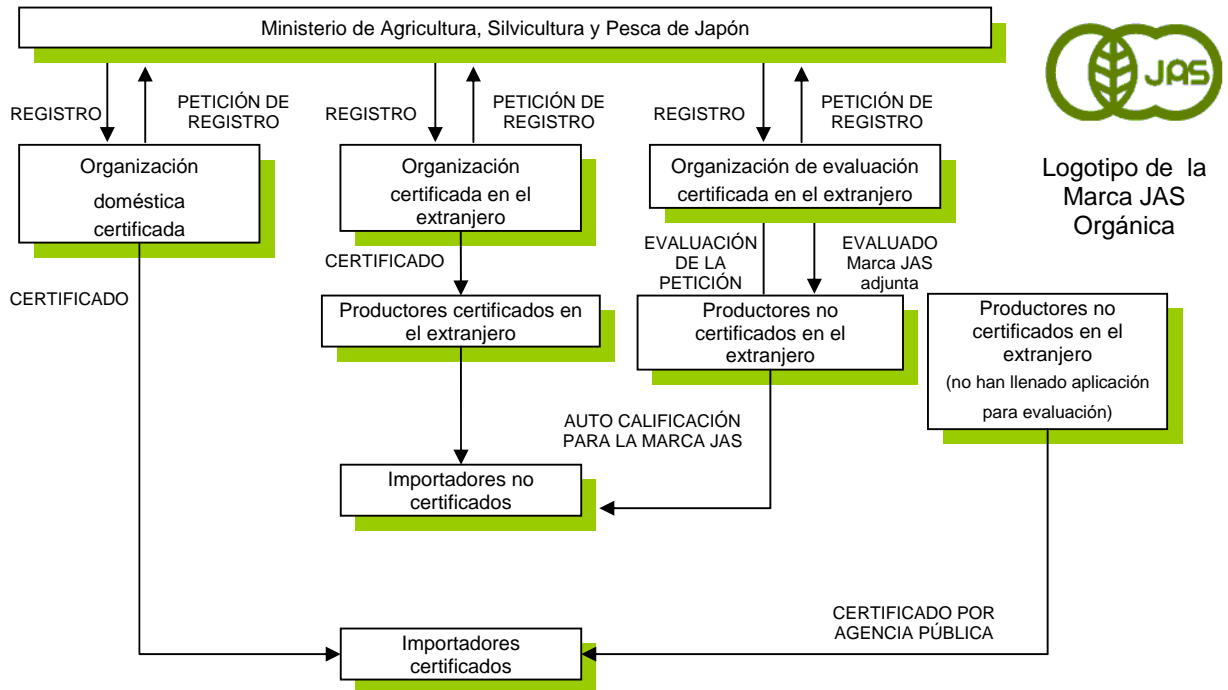 Ministerio de Agricultura, Silvicultura y Pesca de Japón
JAS
REGISTRO
PETICIÓN DE
REGISTRO
REGISTRO
PETICIÓN DE
REGISTRO
REGISTRO
PETICIÓN DE
REGISTRO
Organización
doméstica
certificada
Organización
certificada en el
extranjero
Organización de evaluación
certificada en el extranjero
Logotipo de la
Marca JAS
Orgánica
CERTIFICADO
CERTIFICADO
EVALUACIÓN
DE LA
PETICIÓN
EVALUADO
Marca JAS
adjunta
Productores certificados en
el extranjero
Productores no
certificados en el
extranjero
Productores no
certificados en el
extranjero
(no han llenado aplicación
para evaluación)
AUTO CALIFICACIÓN
PARA LA MARCA JAS
Importadores no
certificados
CERTIFICADO POR
AGENCIA PÚBLICA
Importadores
certificados